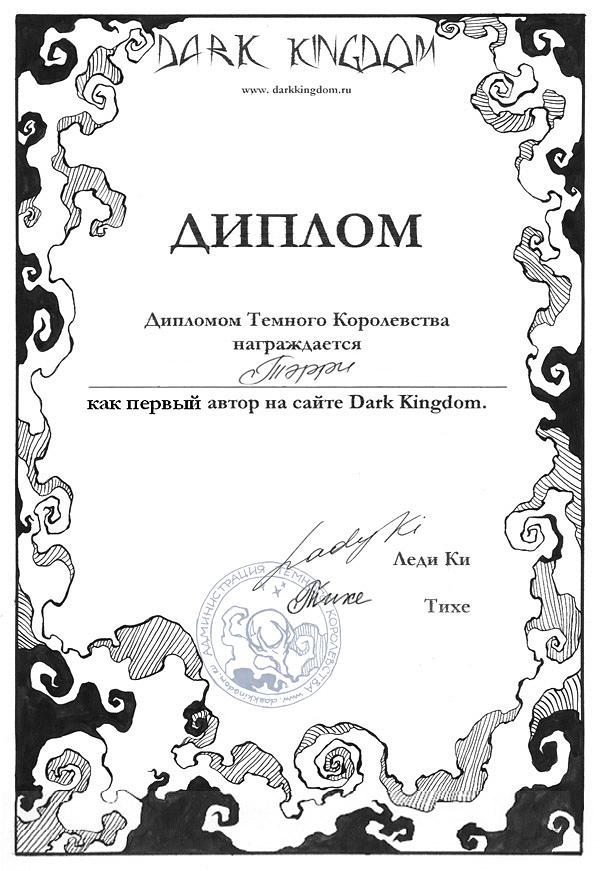 DARK KINGDOM
www. darkkingdom.ru
ДИПЛОМ
Дипломом Темного Королевства
награждается
Тэрри
как первый автор на сайте Dark Kingdom.
Lady Ki
Леди Ки
Тихе
Тихе
АДМИНИСТРАЦИЯ ТЕМНОГО КОРОЛЕВСТВА www.darkkingdom.ru